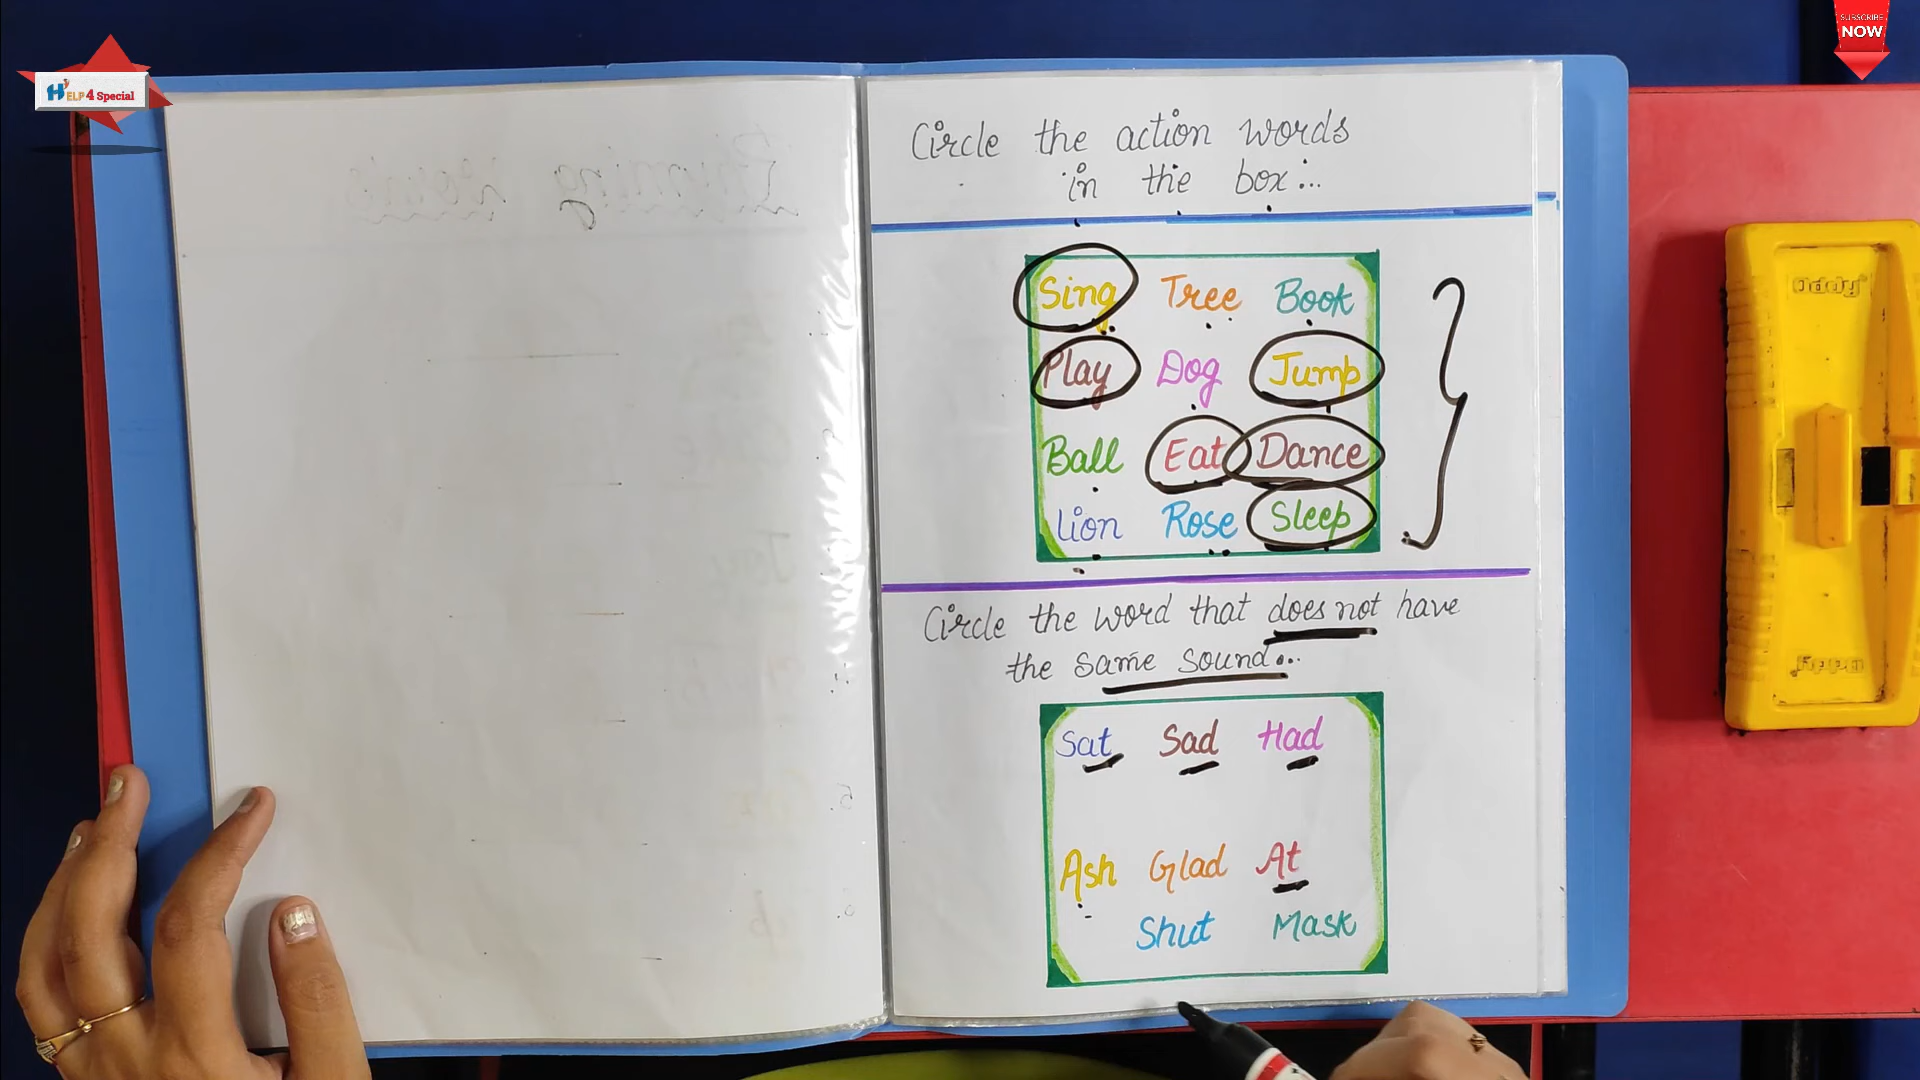 HELP 4 Special
SUBSCRIBE
NOW
Circle the action words
in the box...
Sing Tree Book
Play Dog Jump
Ball Eat Dance
Lion Rose Sleep
Circle the word that does not have
the same sound...
Sat Sad Had
Ash Glad At
Shut Mask
Oddy
Oddy